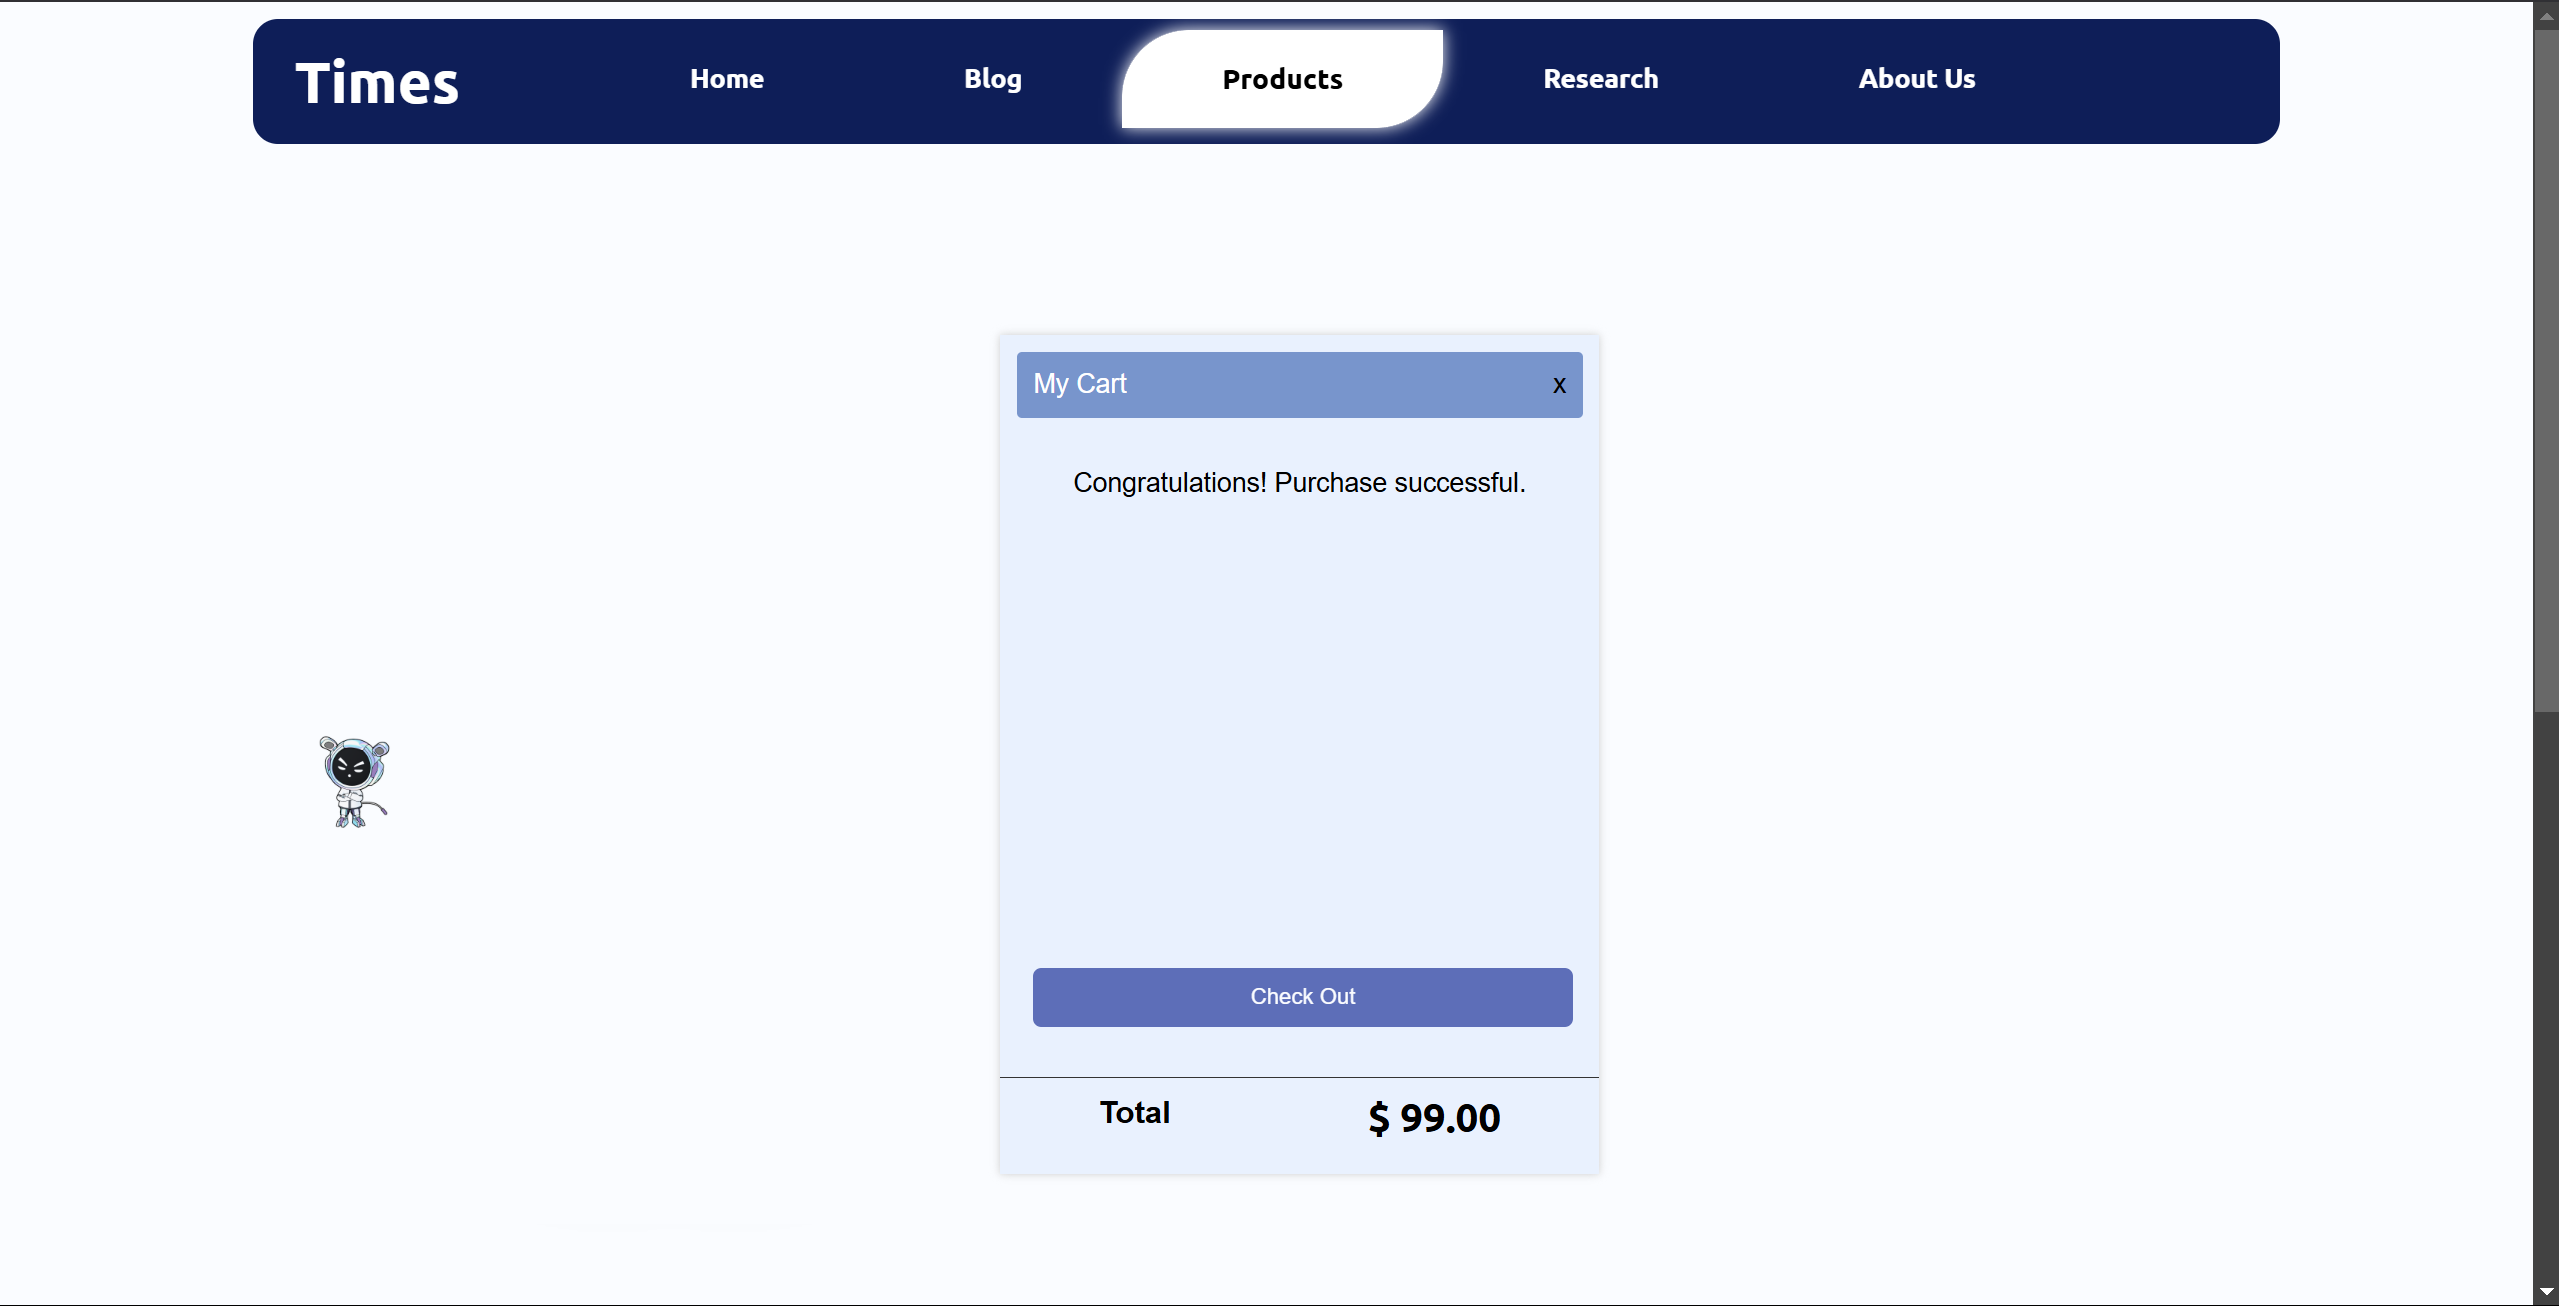 Times
Home
Blog
Products
Research
About Us
My Cart
x
Congratulations! Purchase successful.
Check Out
Total
$ 99.00